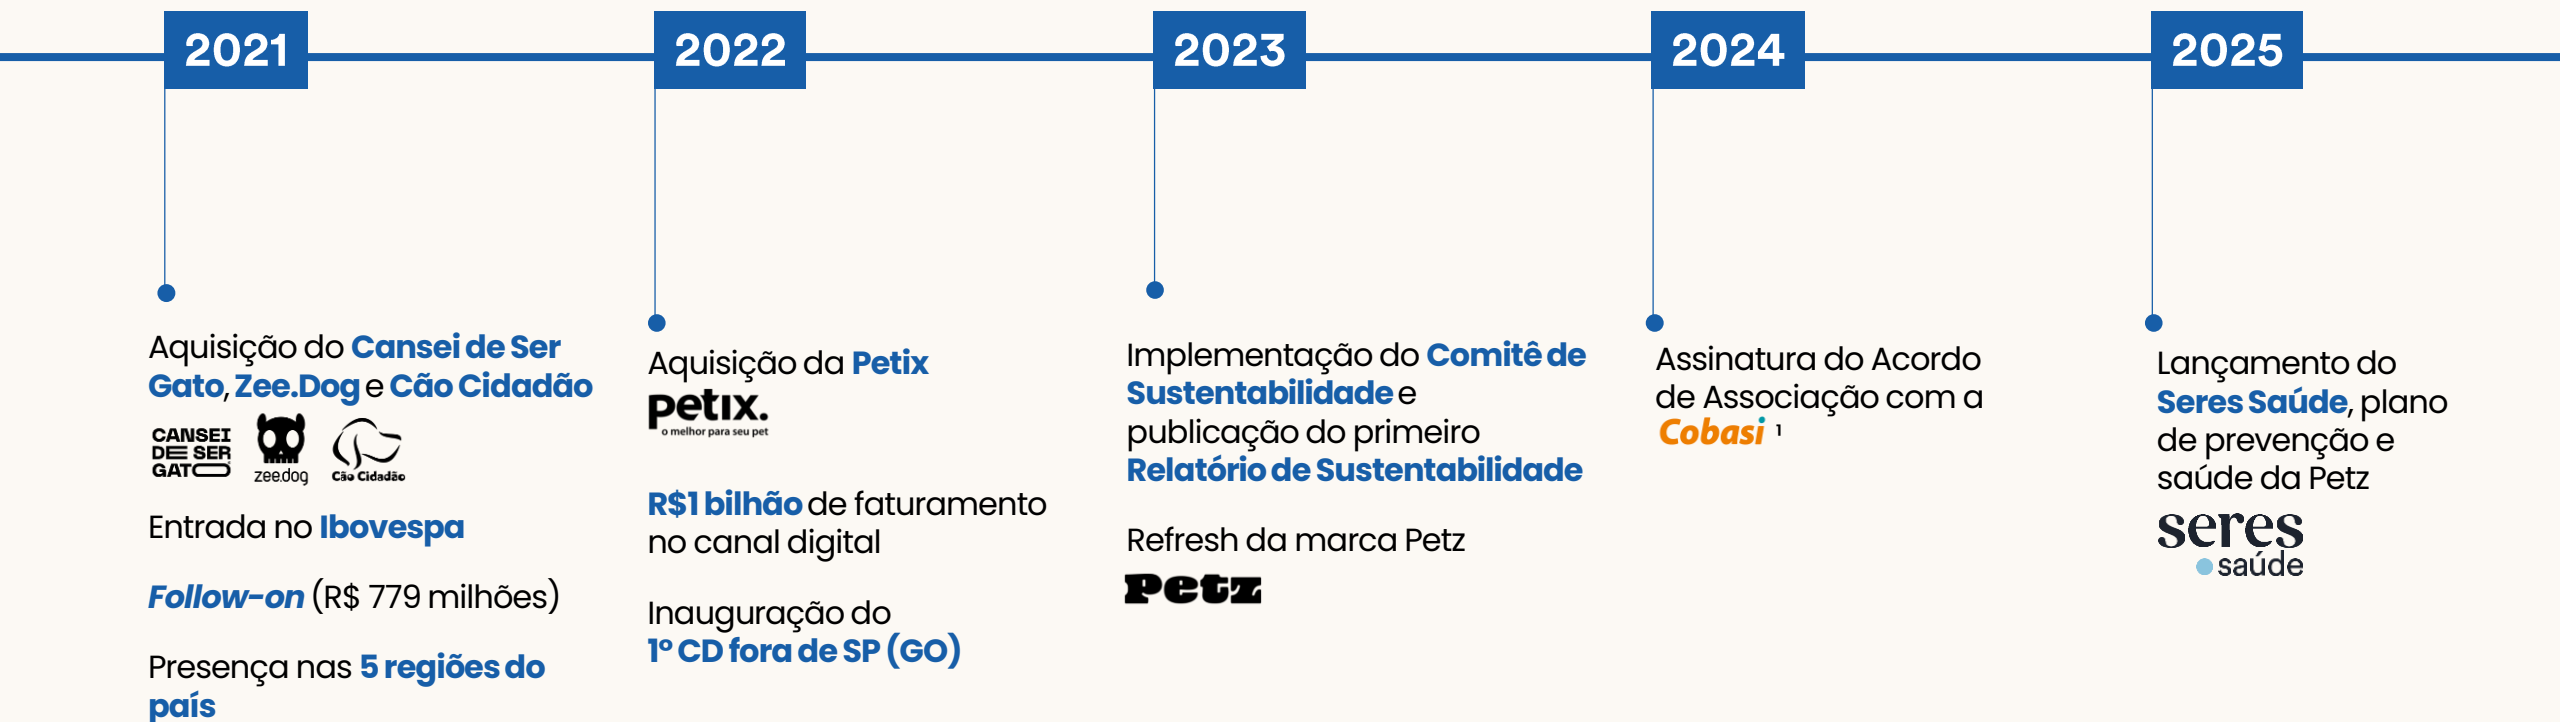 2021
2022
2023
2024
2025
Aquisição do Cansei de Ser
Gato, Zee.Dog e Cão Cidadão
CANSEI
DE SER
GATO
zee.dog
Cão Cidadão
Entrada no Ibovespa
Follow-on (R$ 779 milhões)
Presença nas 5 regiões do
país
Aquisição da Petix
petix.
o melhor para seu pet
R$1 bilhão de faturamento
no canal digital
Inauguração do
1º CD fora de SP (GO)
Implementação do Comitê de
Sustentabilidade e
publicação do primeiro
Relatório de Sustentabilidade
Refresh da marca Petz
Petz
Assinatura do Acordo
de Associação com a
Cobasi ¹
Lançamento do
Seres Saúde, plano
de prevenção e
saúde da Petz
seres
saúde